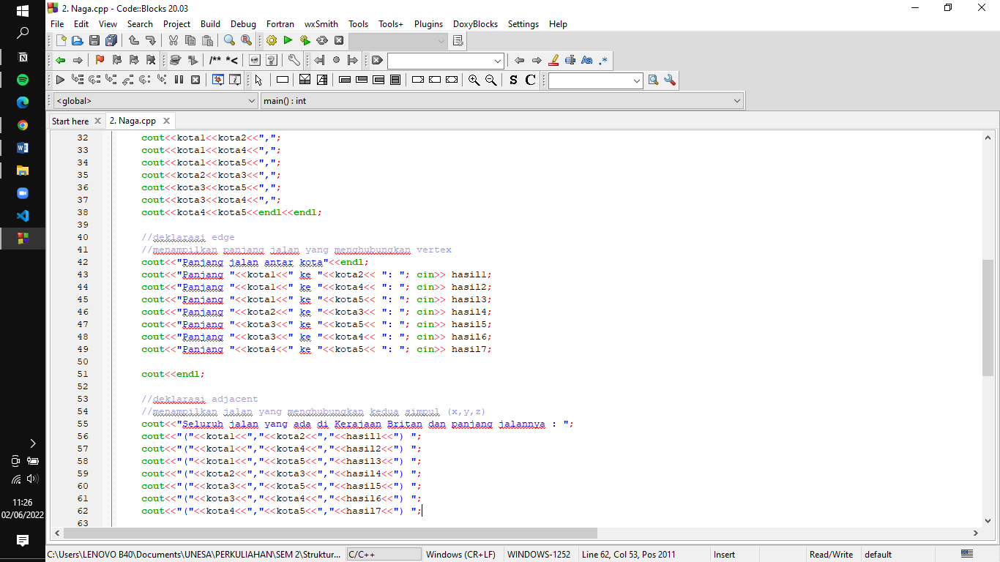 2. Naga.cpp - Code::Blocks 20.03
File Edit View Search Project Build Debug Fortran wxSmith Tools Tools+ Plugins DoxyBlocks Settings Help
/** *<
Aa .*
S C
<global> main() : int
Start here 2. Naga.cpp
32 cout<<kota1<<kota2<<",";
33 cout<<kota1<<kota4<<",";
34 cout<<kota1<<kota5<<",";
35 cout<<kota2<<kota3<<",";
36 cout<<kota3<<kota5<<",";
37 cout<<kota3<<kota4<<",";
38 cout<<kota4<<kota5<<endl<<endl;
39
40 //deklarasi edge
41 //menampilkan panjang jalan yang menghubungkan vertex
42 cout<<"Panjang jalan antar kota"<<endl;
43 cout<<"Panjang "<<kota1<<" ke "<<kota2<< ": "; cin>> hasil1;
44 cout<<"Panjang "<<kota1<<" ke "<<kota4<< ": "; cin>> hasil2;
45 cout<<"Panjang "<<kota1<<" ke "<<kota5<< ": "; cin>> hasil3;
46 cout<<"Panjang "<<kota2<<" ke "<<kota3<< ": "; cin>> hasil4;
47 cout<<"Panjang "<<kota3<<" ke "<<kota5<< ": "; cin>> hasil5;
48 cout<<"Panjang "<<kota3<<" ke "<<kota4<< ": "; cin>> hasil6;
49 cout<<"Panjang "<<kota4<<" ke "<<kota5<< ": "; cin>> hasil7;
50
51 cout<<endl;
52
53 //deklarasi adjacent
54 //menampilkan jalan yang menghubungkan kedua simpul (x,y,z)
55 cout<<"Seluruh jalan yang ada di Kerajaan Britan dan panjang jalannya : ";
56 cout<<"("<<kota1<<","<<kota2<<","<<hasil1<<") ";
57 cout<<"("<<kota1<<","<<kota4<<","<<hasil2<<") ";
58 cout<<"("<<kota1<<","<<kota5<<","<<hasil3<<") ";
59 cout<<"("<<kota2<<","<<kota3<<","<<hasil4<<") ";
60 cout<<"("<<kota3<<","<<kota5<<","<<hasil5<<") ";
61 cout<<"("<<kota3<<","<<kota4<<","<<hasil6<<") ";
62 cout<<"("<<kota4<<","<<kota5<<","<<hasil7<<") ";
63
11:26
02/06/2022
C:\Users\LENOVO B40\Documents\UNESA\PERKULIAHAN\SEM 2\Struktur... C/C++ Windows (CR+LF) WINDOWS-1252 Line 62, Col 53, Pos 2011 Insert Read/Write default